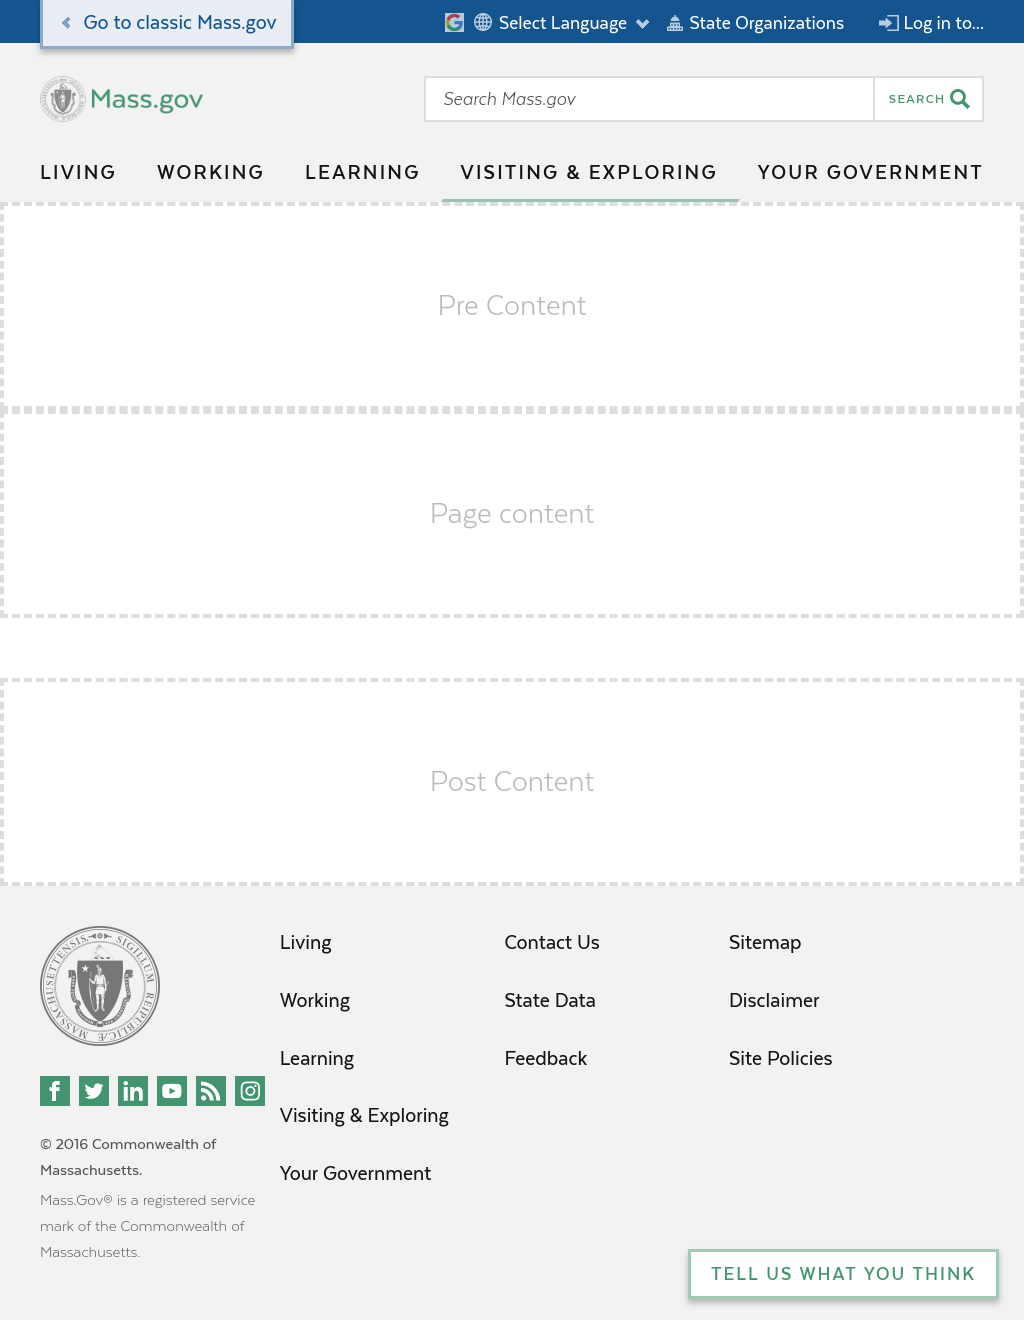 Go to classic Mass.gov
Select Language
State Organizations
Log in to...
Mass.gov
Search Mass.gov
SEARCH
LIVING
WORKING
LEARNING
VISITING & EXPLORING
YOUR GOVERNMENT
Pre Content
Page content
Post Content
SIGILLUM REIPUBLICÆ MASSACHUSETTENSIS
Living
Working
Learning
Visiting & Exploring
Your Government
Contact Us
State Data
Feedback
Sitemap
Disclaimer
Site Policies
© 2016 Commonwealth of
Massachusetts.
Mass.Gov® is a registered service
mark of the Commonwealth of
Massachusetts.
TELL US WHAT YOU THINK